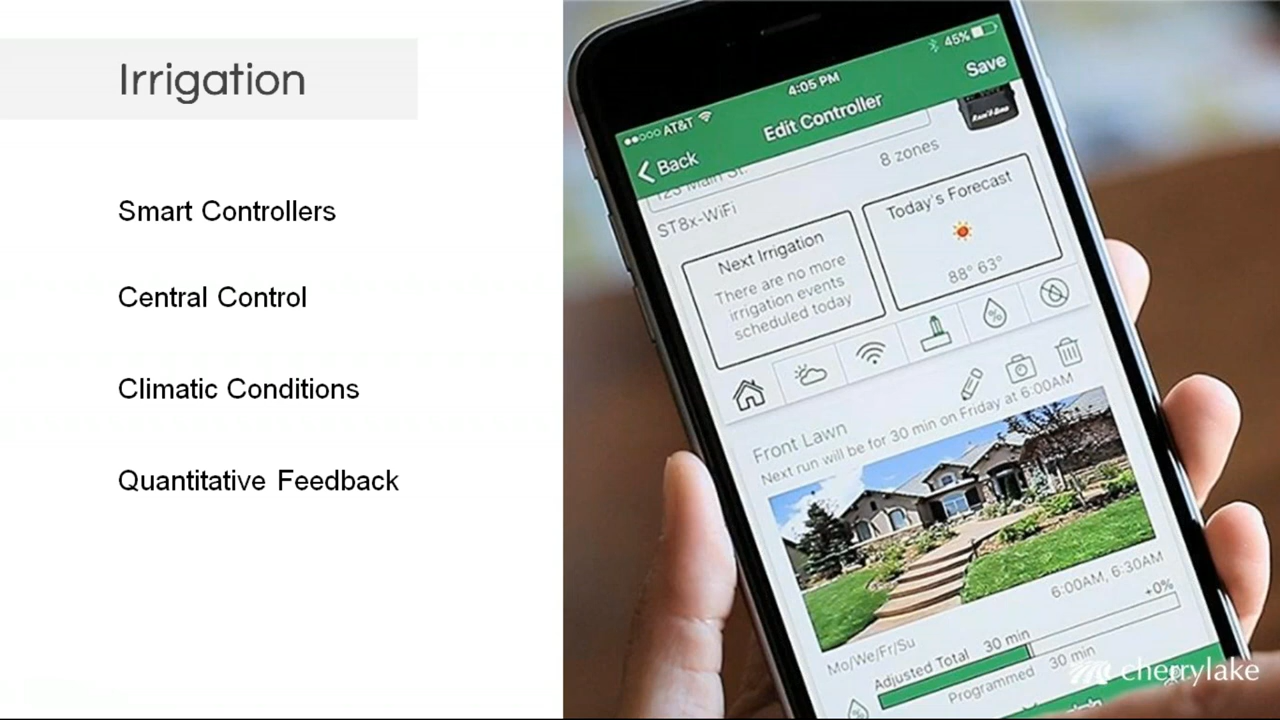 Irrigation
Smart Controllers
Central Control
Climatic Conditions
Quantitative Feedback
AT&T
4:05 PM
45%
Back
Edit Controller
Save
123 Main St.
8 zones
ST8x-WiFi
Next Irrigation
There are no more
irrigation events
scheduled today
Today's Forecast
88° 63°
Front Lawn
Next run will be for 30 min on Friday at 6:00AM
6:00AM, 6:30AM
Mo/We/Fr/Su
+0%
Adjusted Total 30 min
Programmed 30 min
cherrylake